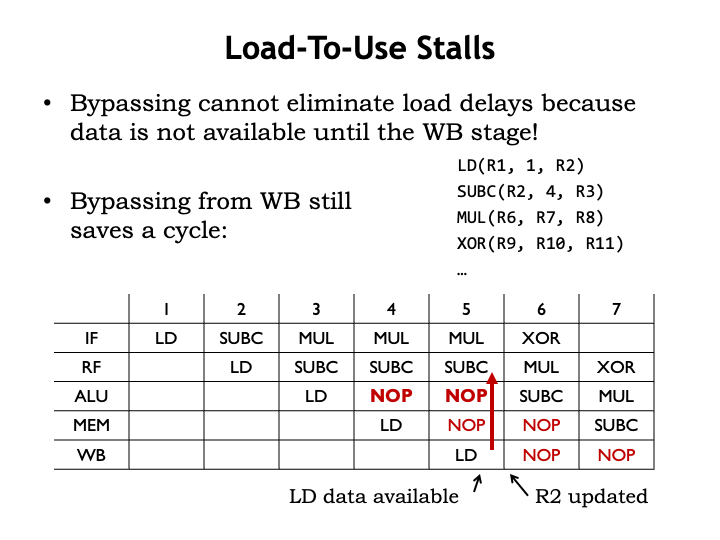 Load-To-Use Stalls
• Bypassing cannot eliminate load delays because
data is not available until the WB stage!
LD(R1, 1, R2)
SUBC(R2, 4, R3)
MUL(R6, R7, R8)
XOR(R9, R10, R11)
…
• Bypassing from WB still
saves a cycle:
1 2 3 4 5 6 7
IF LD SUBC MUL MUL MUL XOR
RF LD SUBC SUBC SUBC MUL XOR
ALU LD NOP NOP SUBC MUL
MEM LD NOP NOP SUBC
WB LD NOP NOP
LD data available
R2 updated